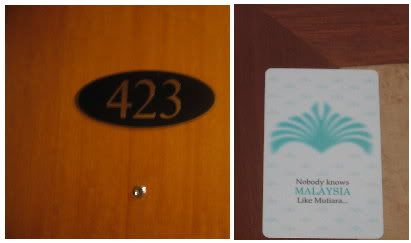 423
Nobody knows
MALAYSIA
Like Mutiara...